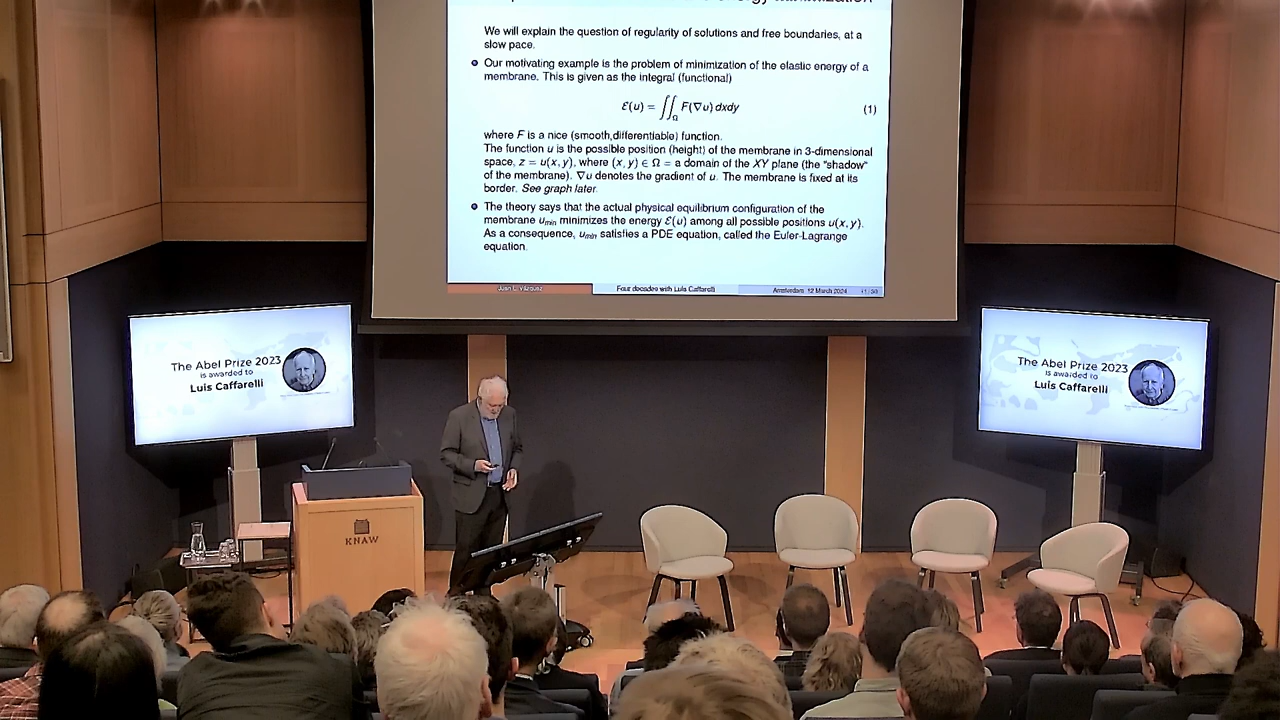 We will explain the question of regularity of solutions and free boundaries, at a
slow pace.
Our motivating example is the problem of minimization of the elastic energy of a
membrane. This is given as the integral (functional)
ℰ(u) = ∬_Ω F(∇u) dxdy (1)
where F is a nice (smooth,differentiable) function.
The function u is the possible position (height) of the membrane in 3-dimensional
space, z = u(x, y), where (x, y) ∈ Ω = a domain of the XY plane (the "shadow"
of the membrane). ∇u denotes the gradient of u. The membrane is fixed at its
border. See graph later.
The theory says that the actual physical equilibrium configuration of the
membrane u_min minimizes the energy ℰ(u) among all possible positions u(x, y).
As a consequence, u_min satisfies a PDE equation, called the Euler-Lagrange
equation.
Juan L. Vázquez
Four decades with Luis Caffarelli
Amsterdam 12 March 2024
The Abel Prize 2023
is awarded to
Luis Caffarelli
The Abel Prize 2023
is awarded to
Luis Caffarelli
KNAW